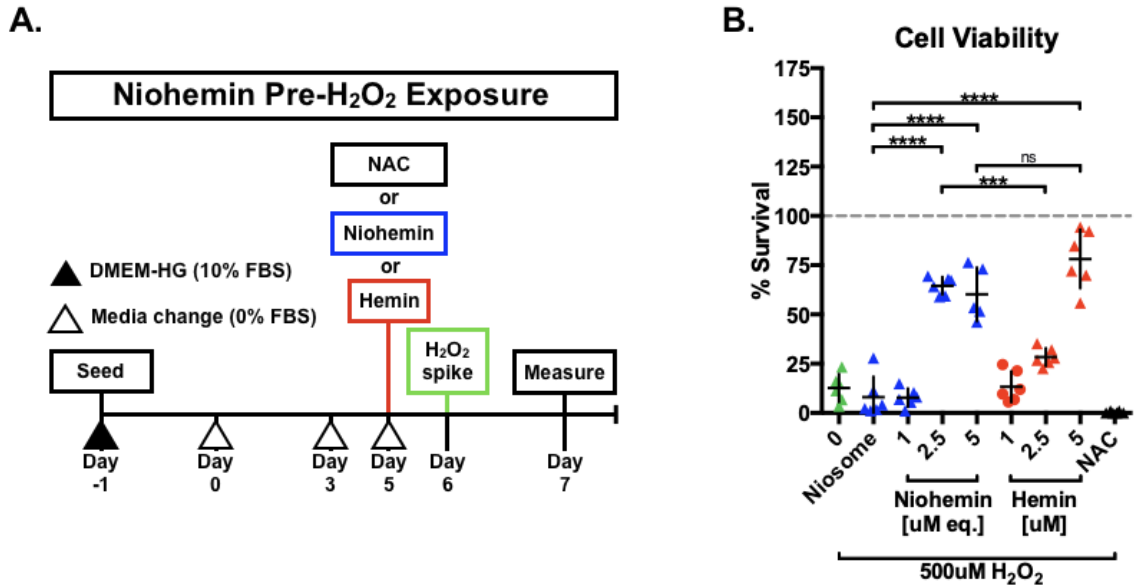 A.
Niohemin Pre-H₂O₂ Exposure
NAC
or
Niohemin
or
Hemin
DMEM-HG (10% FBS)
Media change (0% FBS)
H₂O₂
spike
Seed
Measure
Day
-1
Day
0
Day
3
Day
5
Day
6
Day
7
B.
Cell Viability
% Survival
175
150
125
100
75
50
25
0
****
****
****
ns
***
0
Niosome
1
2.5
5
1
2.5
5
NAC
Niohemin
[uM eq.]
Hemin
[uM]
500uM H₂O₂